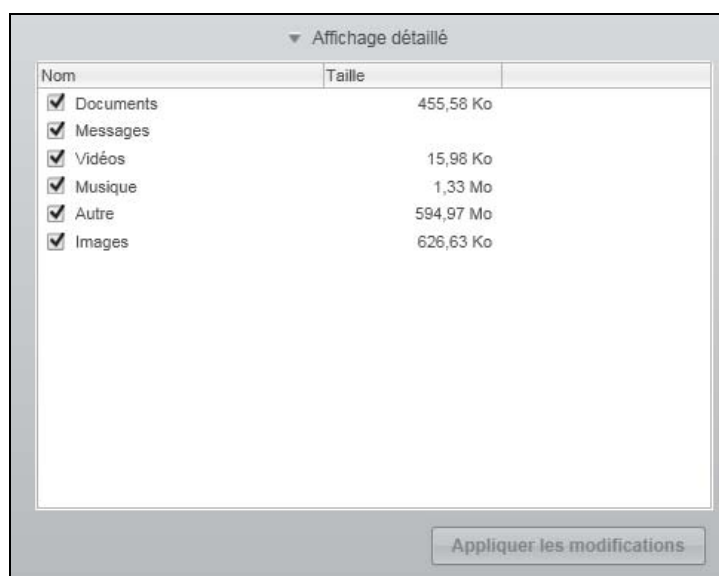 Affichage détaillé
Nom Taille
Documents 455,58 Ko
Messages
Vidéos 15,98 Ko
Musique 1,33 Mo
Autre 594,97 Mo
Images 626,63 Ko
Appliquer les modifications